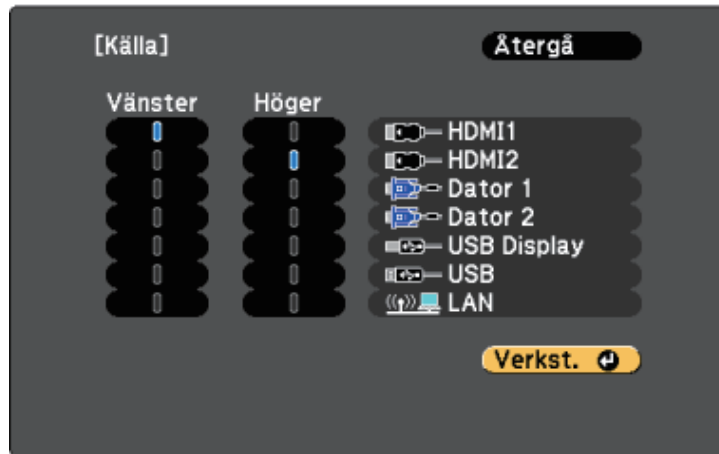 [Källa] Återgå
Vänster Höger
HDMI1
HDMI2
Dator 1
Dator 2
USB Display
USB
LAN
Verkst.